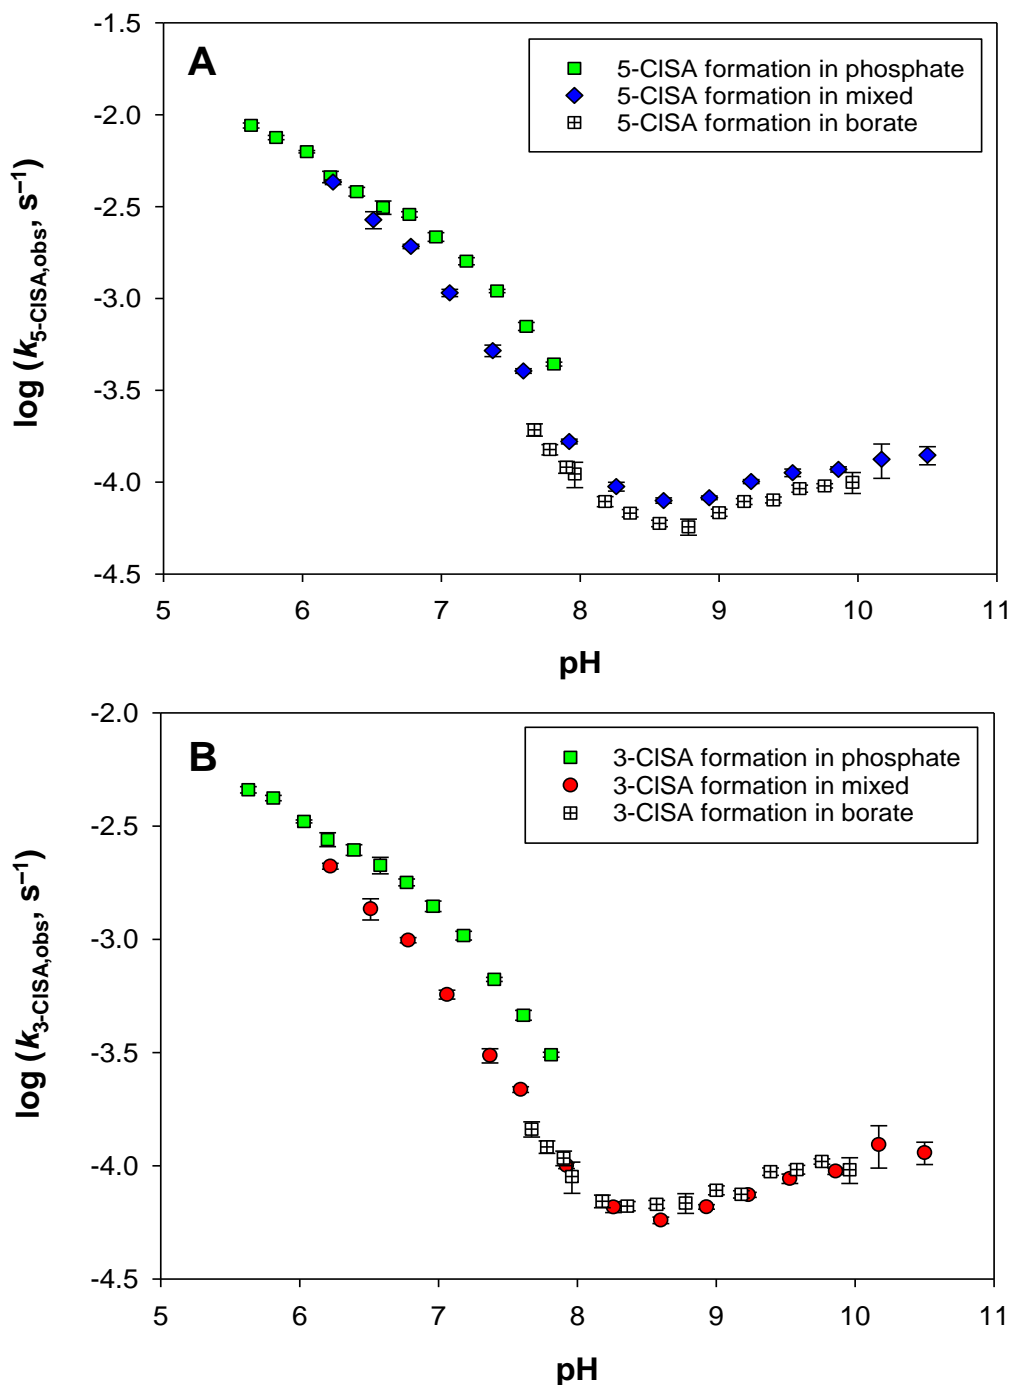 A
5-ClSA formation in phosphate
5-ClSA formation in mixed
5-ClSA formation in borate
log (k5-ClSA,obs, s−1)
-1.5
-2.0
-2.5
-3.0
-3.5
-4.0
-4.5
5 6 7 8 9 10 11
pH
B
3-ClSA formation in phosphate
3-ClSA formation in mixed
3-ClSA formation in borate
log (k3-ClSA,obs, s−1)
-2.0
-2.5
-3.0
-3.5
-4.0
-4.5
5 6 7 8 9 10 11
pH